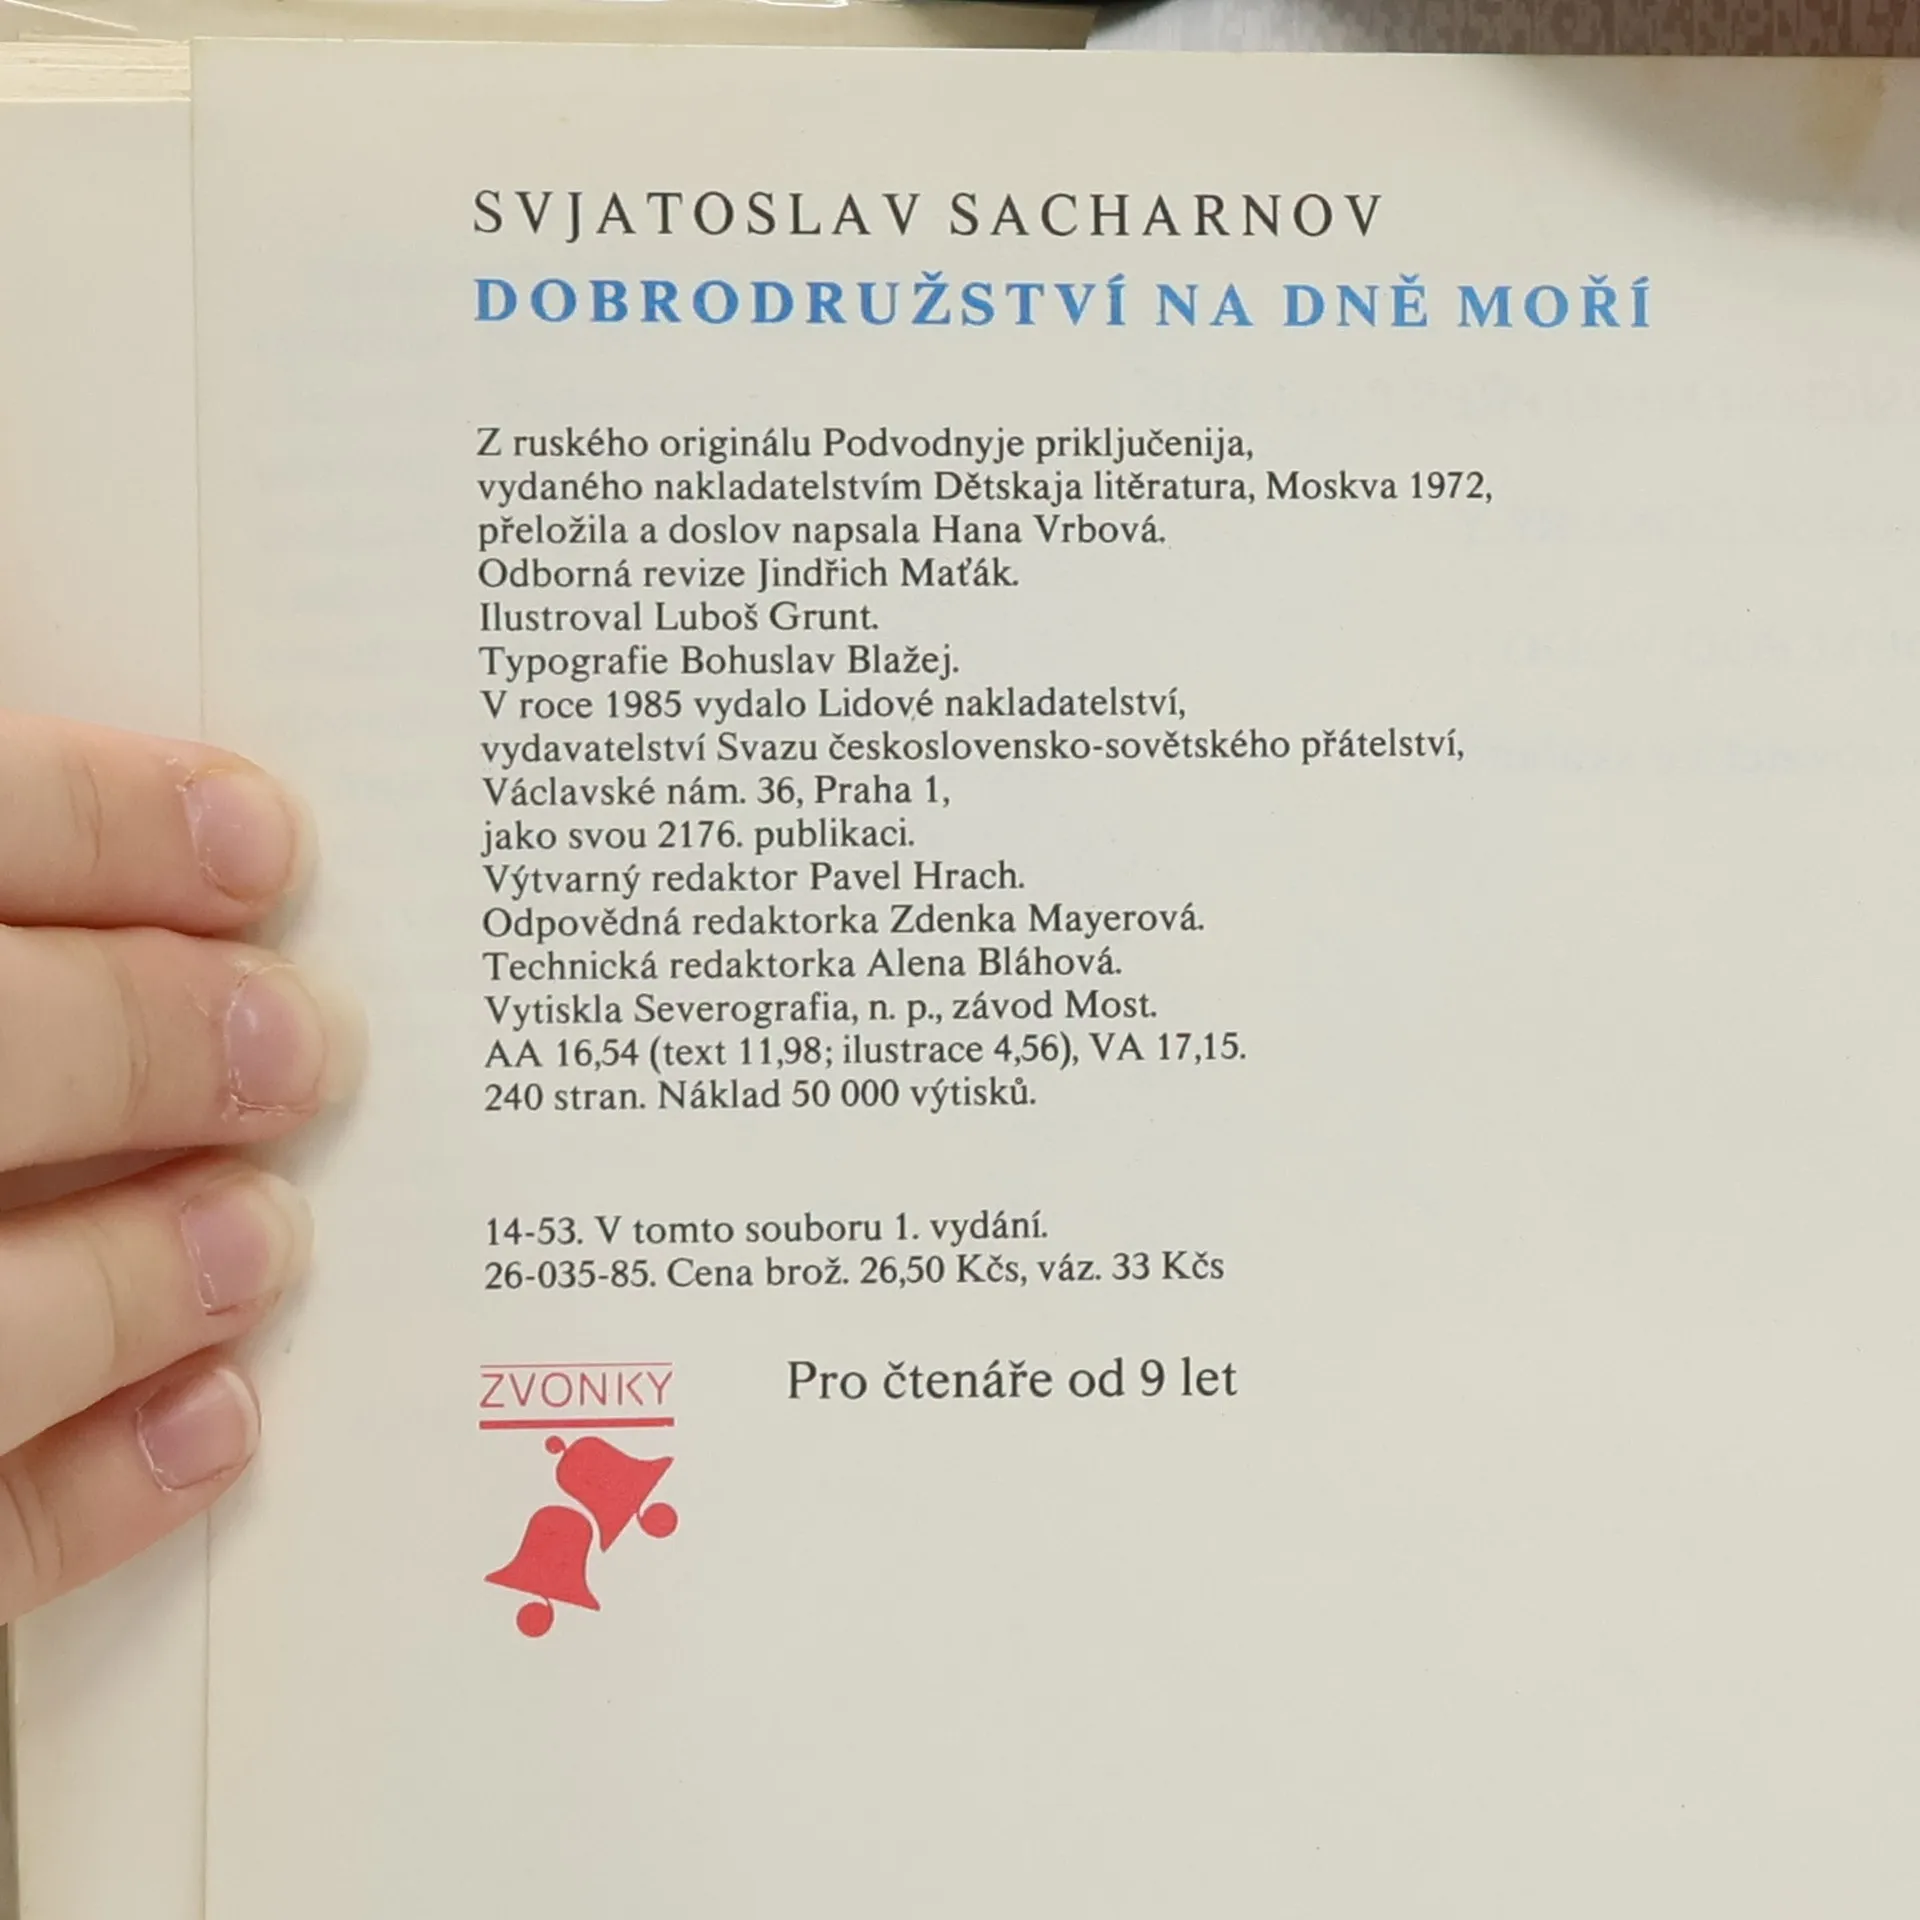 SVJATOSLAV SACHARNOV
DOBRODRUŽSTVÍ NA DNĚ MOŘÍ
Z ruského originálu Podvodnyje priključenija,
vydaného nakladatelstvím Dětskaja litěratura, Moskva 1972,
přeložila a doslov napsala Hana Vrbová.
Odborná revize Jindřich Maťák.
Ilustroval Luboš Grunt.
Typografie Bohuslav Blažej.
V roce 1985 vydalo Lidové nakladatelství,
vydavatelství Svazu československo-sovětského přátelství,
Václavské nám. 36, Praha 1,
jako svou 2176. publikaci.
Výtvarný redaktor Pavel Hrach.
Odpovědná redaktorka Zdenka Mayerová.
Technická redaktorka Alena Bláhová.
Vytiskla Severografia, n. p., závod Most.
AA 16,54 (text 11,98; ilustrace 4,56), VA 17,15.
240 stran. Náklad 50 000 výtisků.
14-53. V tomto souboru 1. vydání.
26-035-85. Cena brož. 26,50 Kčs, váz. 33 Kčs
ZVONKY
Pro čtenáře od 9 let